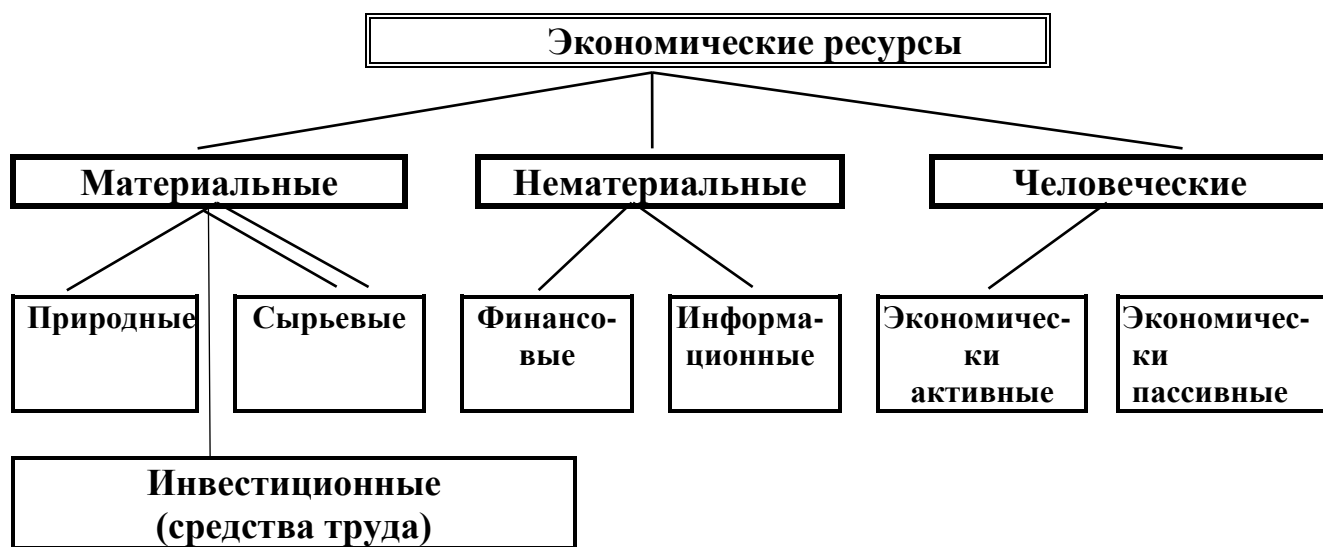 Экономические ресурсы
Материальные
Нематериальные
Человеческие
Природные
Сырьевые
Финансо-
вые
Информа-
ционные
Экономичес-
ки
активные
Экономичес-
ки
пассивные
Инвестиционные
(средства труда)